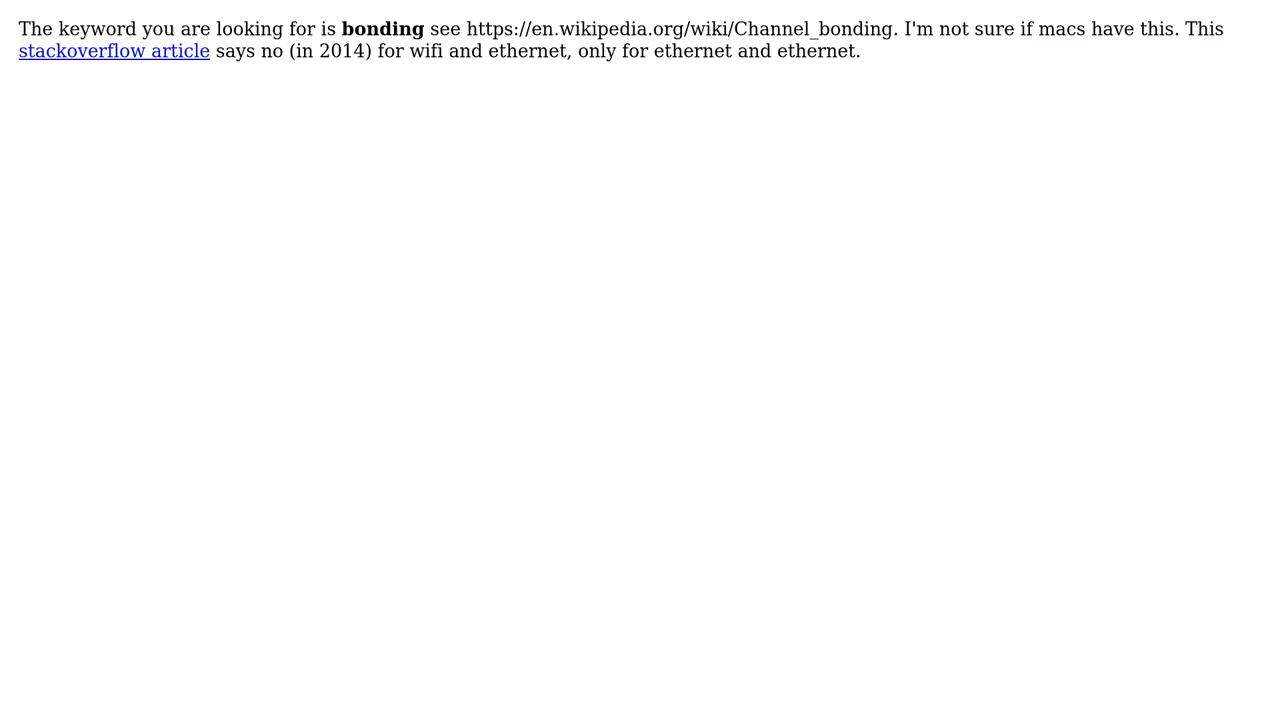 The keyword you are looking for is bonding see https://en.wikipedia.org/wiki/Channel_bonding. I'm not sure if macs have this. This
stackoverflow article says no (in 2014) for wifi and ethernet, only for ethernet and ethernet.